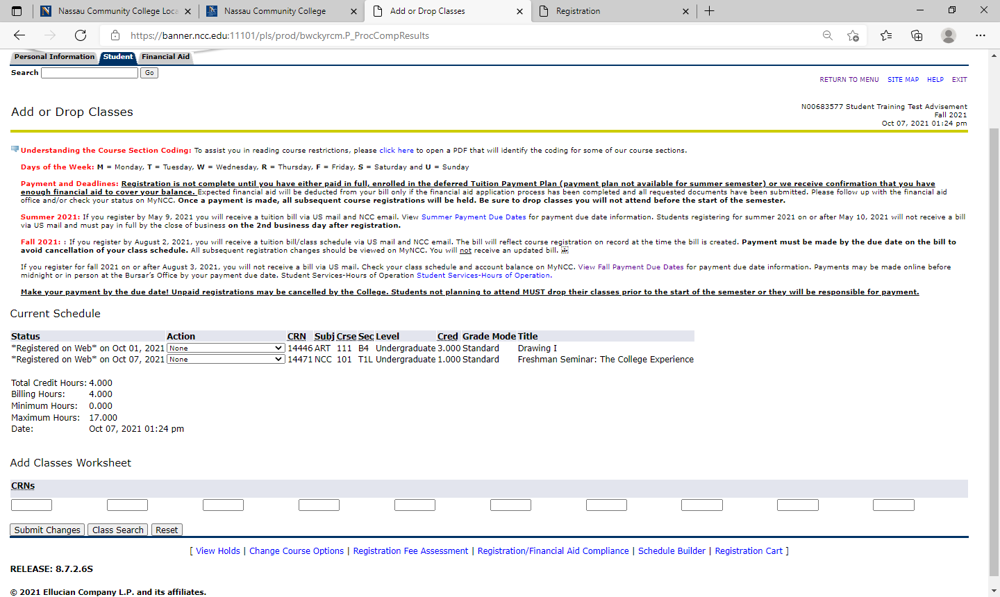 Nassau Community College Loca
Nassau Community College
Add or Drop Classes
Registration
https://banner.ncc.edu:11101/pls/prod/bwckyrcm.P_ProcCompResults
Personal Information Student Financial Aid
Search Go
RETURN TO MENU SITE MAP HELP EXIT
Add or Drop Classes
N00683577 Student Training Test Advisement
Fall 2021
Oct 07, 2021 01:24 pm
Understanding the Course Section Coding: To assist you in reading course restrictions, please click here to open a PDF that will identify the coding for some of our course sections.
Days of the Week: M = Monday, T = Tuesday, W = Wednesday, R = Thursday, F = Friday, S = Saturday and U = Sunday
Payment and Deadlines: Registration is not complete until you have either paid in full, enrolled in the deferred Tuition Payment Plan (payment plan not available for summer semester) or we receive confirmation that you have
enough financial aid to cover your balance. Expected financial aid will be deducted from your bill only if the financial aid application process has been completed and all requested documents have been submitted. Please follow up with the financial aid
office and/or check your status on MyNCC. Once a payment is made, all subsequent course registrations will be held. Be sure to drop classes you will not attend before the start of the semester.
Summer 2021: If you register by May 9, 2021 you will receive a tuition bill via US mail and NCC email. View Summer Payment Due Dates for payment due date information. Students registering for summer 2021 on or after May 10, 2021 will not receive a bill
via US mail and must pay in full by the close of business on the 2nd business day after registration.
Fall 2021: : If you register by August 2, 2021, you will receive a tuition bill/class schedule via US mail and NCC email. The bill will reflect course registration on record at the time the bill is created. Payment must be made by the due date on the bill to
avoid cancellation of your class schedule. All subsequent registration changes should be viewed on MyNCC. You will not receive an updated bill.
If you register for fall 2021 on or after August 3, 2021, you will not receive a bill via US mail. Check your class schedule and account balance on MyNCC. View Fall Payment Due Dates for payment due date information. Payments may be made online before
midnight or in person at the Bursar's Office by your payment due date. Student Services-Hours of Operation Student Services-Hours of Operation.
Make your payment by the due date! Unpaid registrations may be cancelled by the College. Students not planning to attend MUST drop their classes prior to the start of the semester or they will be responsible for payment.
Current Schedule
Status Action CRN Subj Crse Sec Level Cred Grade Mode Title
*Registered on Web* on Oct 01, 2021 None 14446 ART 111 B4 Undergraduate 3.000 Standard Drawing I
*Registered on Web* on Oct 07, 2021 None 14471 NCC 101 T1L Undergraduate 1.000 Standard Freshman Seminar: The College Experience
Total Credit Hours: 4.000
Billing Hours: 4.000
Minimum Hours: 0.000
Maximum Hours: 17.000
Date: Oct 07, 2021 01:24 pm
Add Classes Worksheet
CRNs
Submit Changes Class Search Reset
[ View Holds | Change Course Options | Registration Fee Assessment | Registration/Financial Aid Compliance | Schedule Builder | Registration Cart ]
RELEASE: 8.7.2.6S
© 2021 Ellucian Company L.P. and its affiliates.